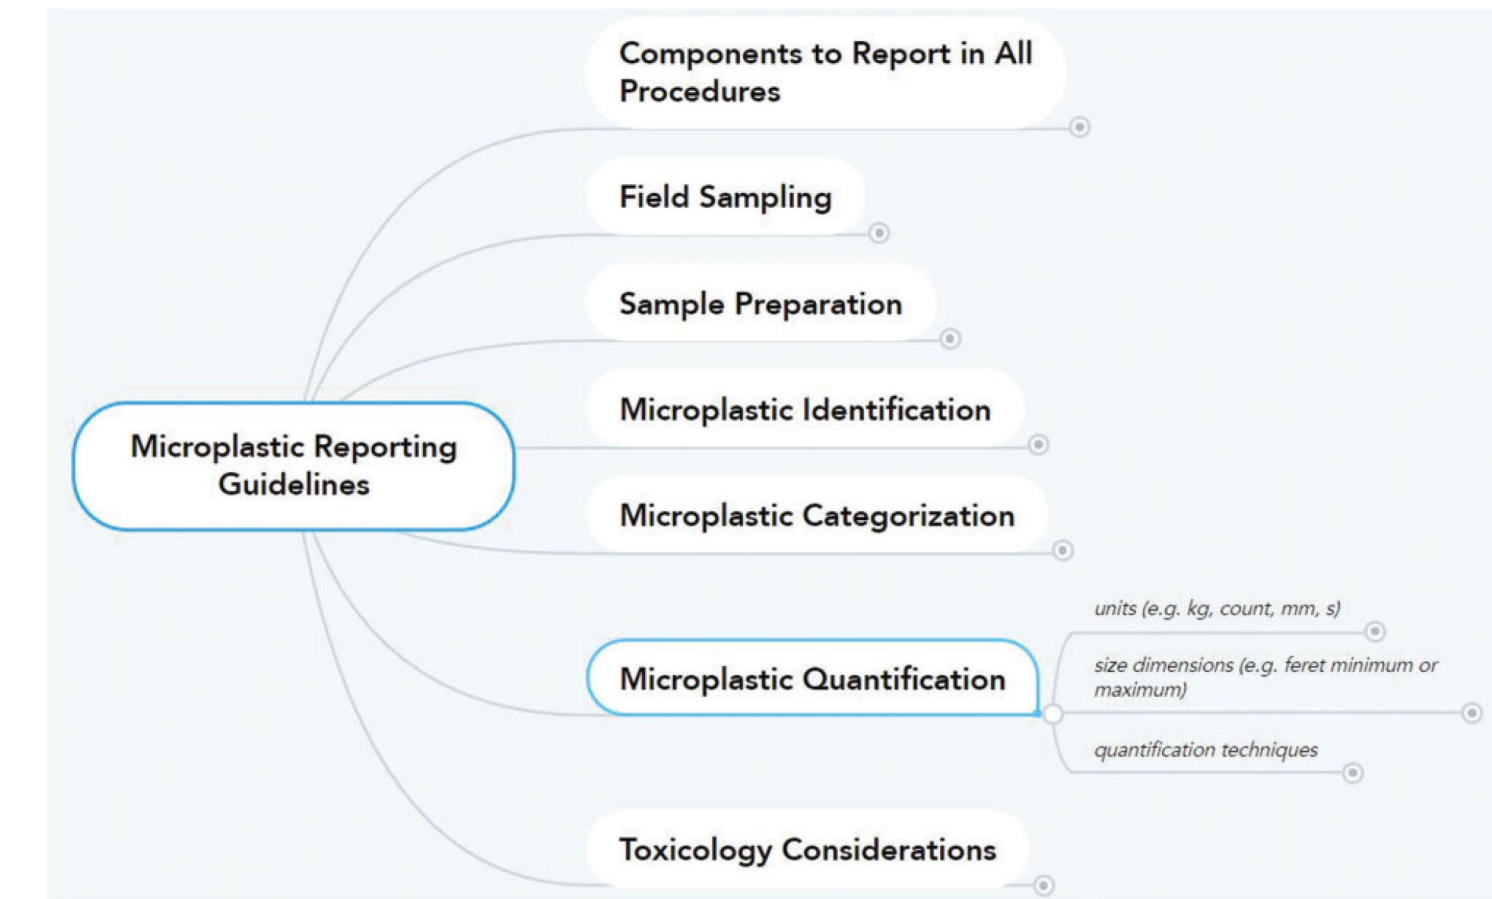 Components to Report in All
Procedures
Field Sampling
Sample Preparation
Microplastic Identification
Microplastic Reporting
Guidelines
Microplastic Categorization
units (e.g. kg, count, mm, s)
size dimensions (e.g. feret minimum or
maximum)
Microplastic Quantification
quantification techniques
Toxicology Considerations